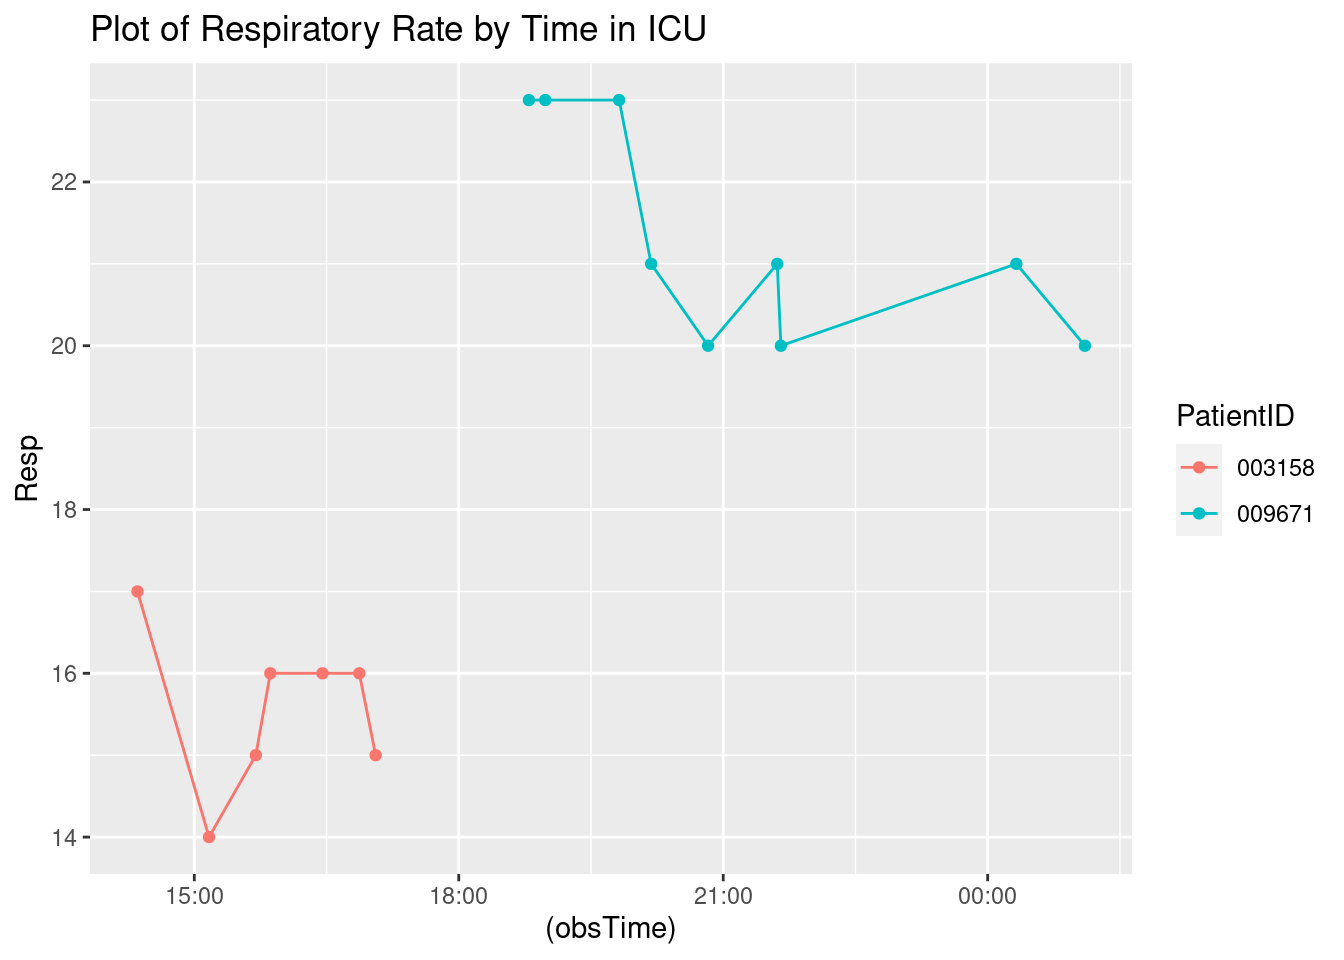 Plot of Respiratory Rate by Time in ICU
22
20
18
16
14
Resp
15:00 18:00 21:00 00:00
(obsTime)
PatientID
003158
009671